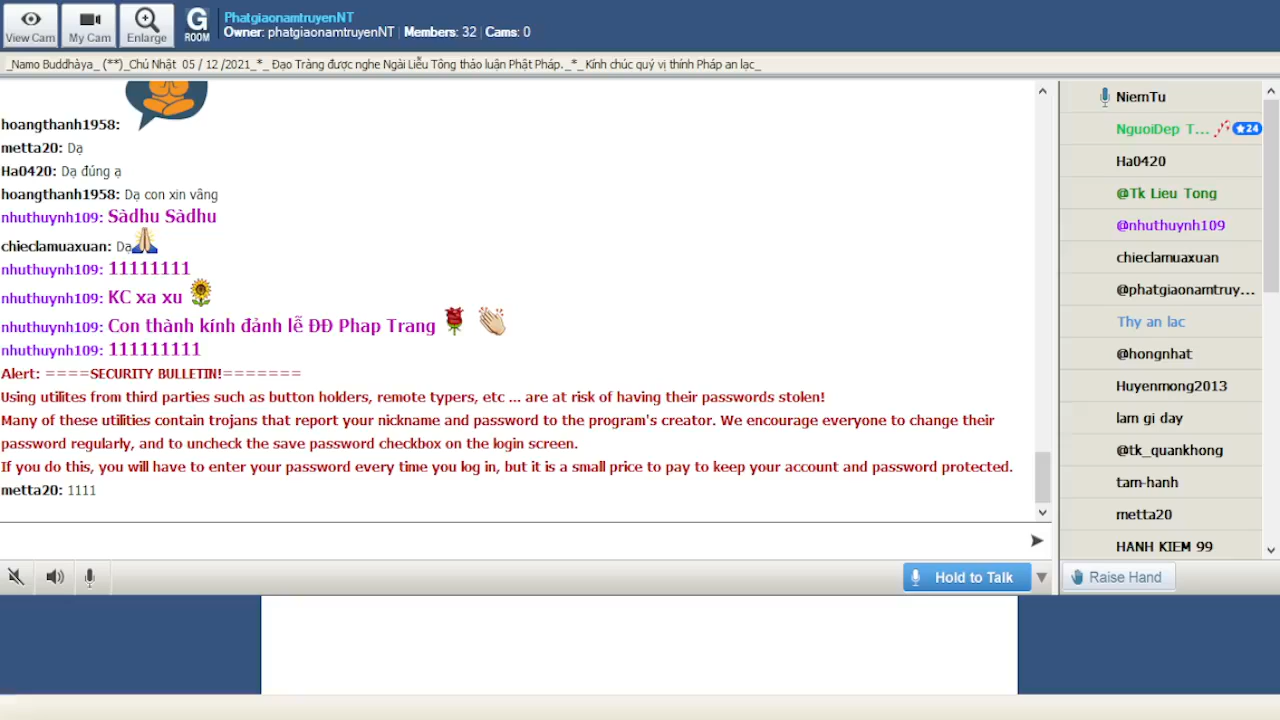 View Cam
My Cam
Enlarge
G ROOM
PhatgiaonamtruyenNT
Owner: phatgiaonamtruyenNT | Members: 32 | Cams: 0
_Namo Buddhàya_ (**)_Chủ Nhật 05 / 12 /2021_*_ Đạo Tràng được nghe Ngài Liễu Tông thảo luận Phật Pháp._*_Kính chúc quý vị thính Pháp an lạc_
hoangthanh1958:
metta20: Dạ
Ha0420: Dạ đúng ạ
hoangthanh1958: Dạ con xin vâng
nhuthuynh109: Sàdhu Sàdhu
chieclamuaxuan: Dạ
nhuthuynh109: 11111111
nhuthuynh109: KC xa xu
nhuthuynh109: Con thành kính đảnh lễ ĐĐ Phap Trang
nhuthuynh109: 111111111
Alert: ====SECURITY BULLETIN!=======
Using utilites from third parties such as button holders, remote typers, etc ... are at risk of having their passwords stolen!
Many of these utilities contain trojans that report your nickname and password to the program's creator. We encourage everyone to change their
password regularly, and to uncheck the save password checkbox on the login screen.
If you do this, you will have to enter your password every time you log in, but it is a small price to pay to keep your account and password protected.
metta20: 1111
NiemTu
NguoiDep T... 24
Ha0420
@Tk Lieu Tong
@nhuthuynh109
chieclamuaxuan
@phatgiaonamtruy...
Thy an lac
@hongnhat
Huyenmong2013
lam gi day
@tk_quankhong
tam-hanh
metta20
HANH KIEM 99
Hold to Talk
Raise Hand